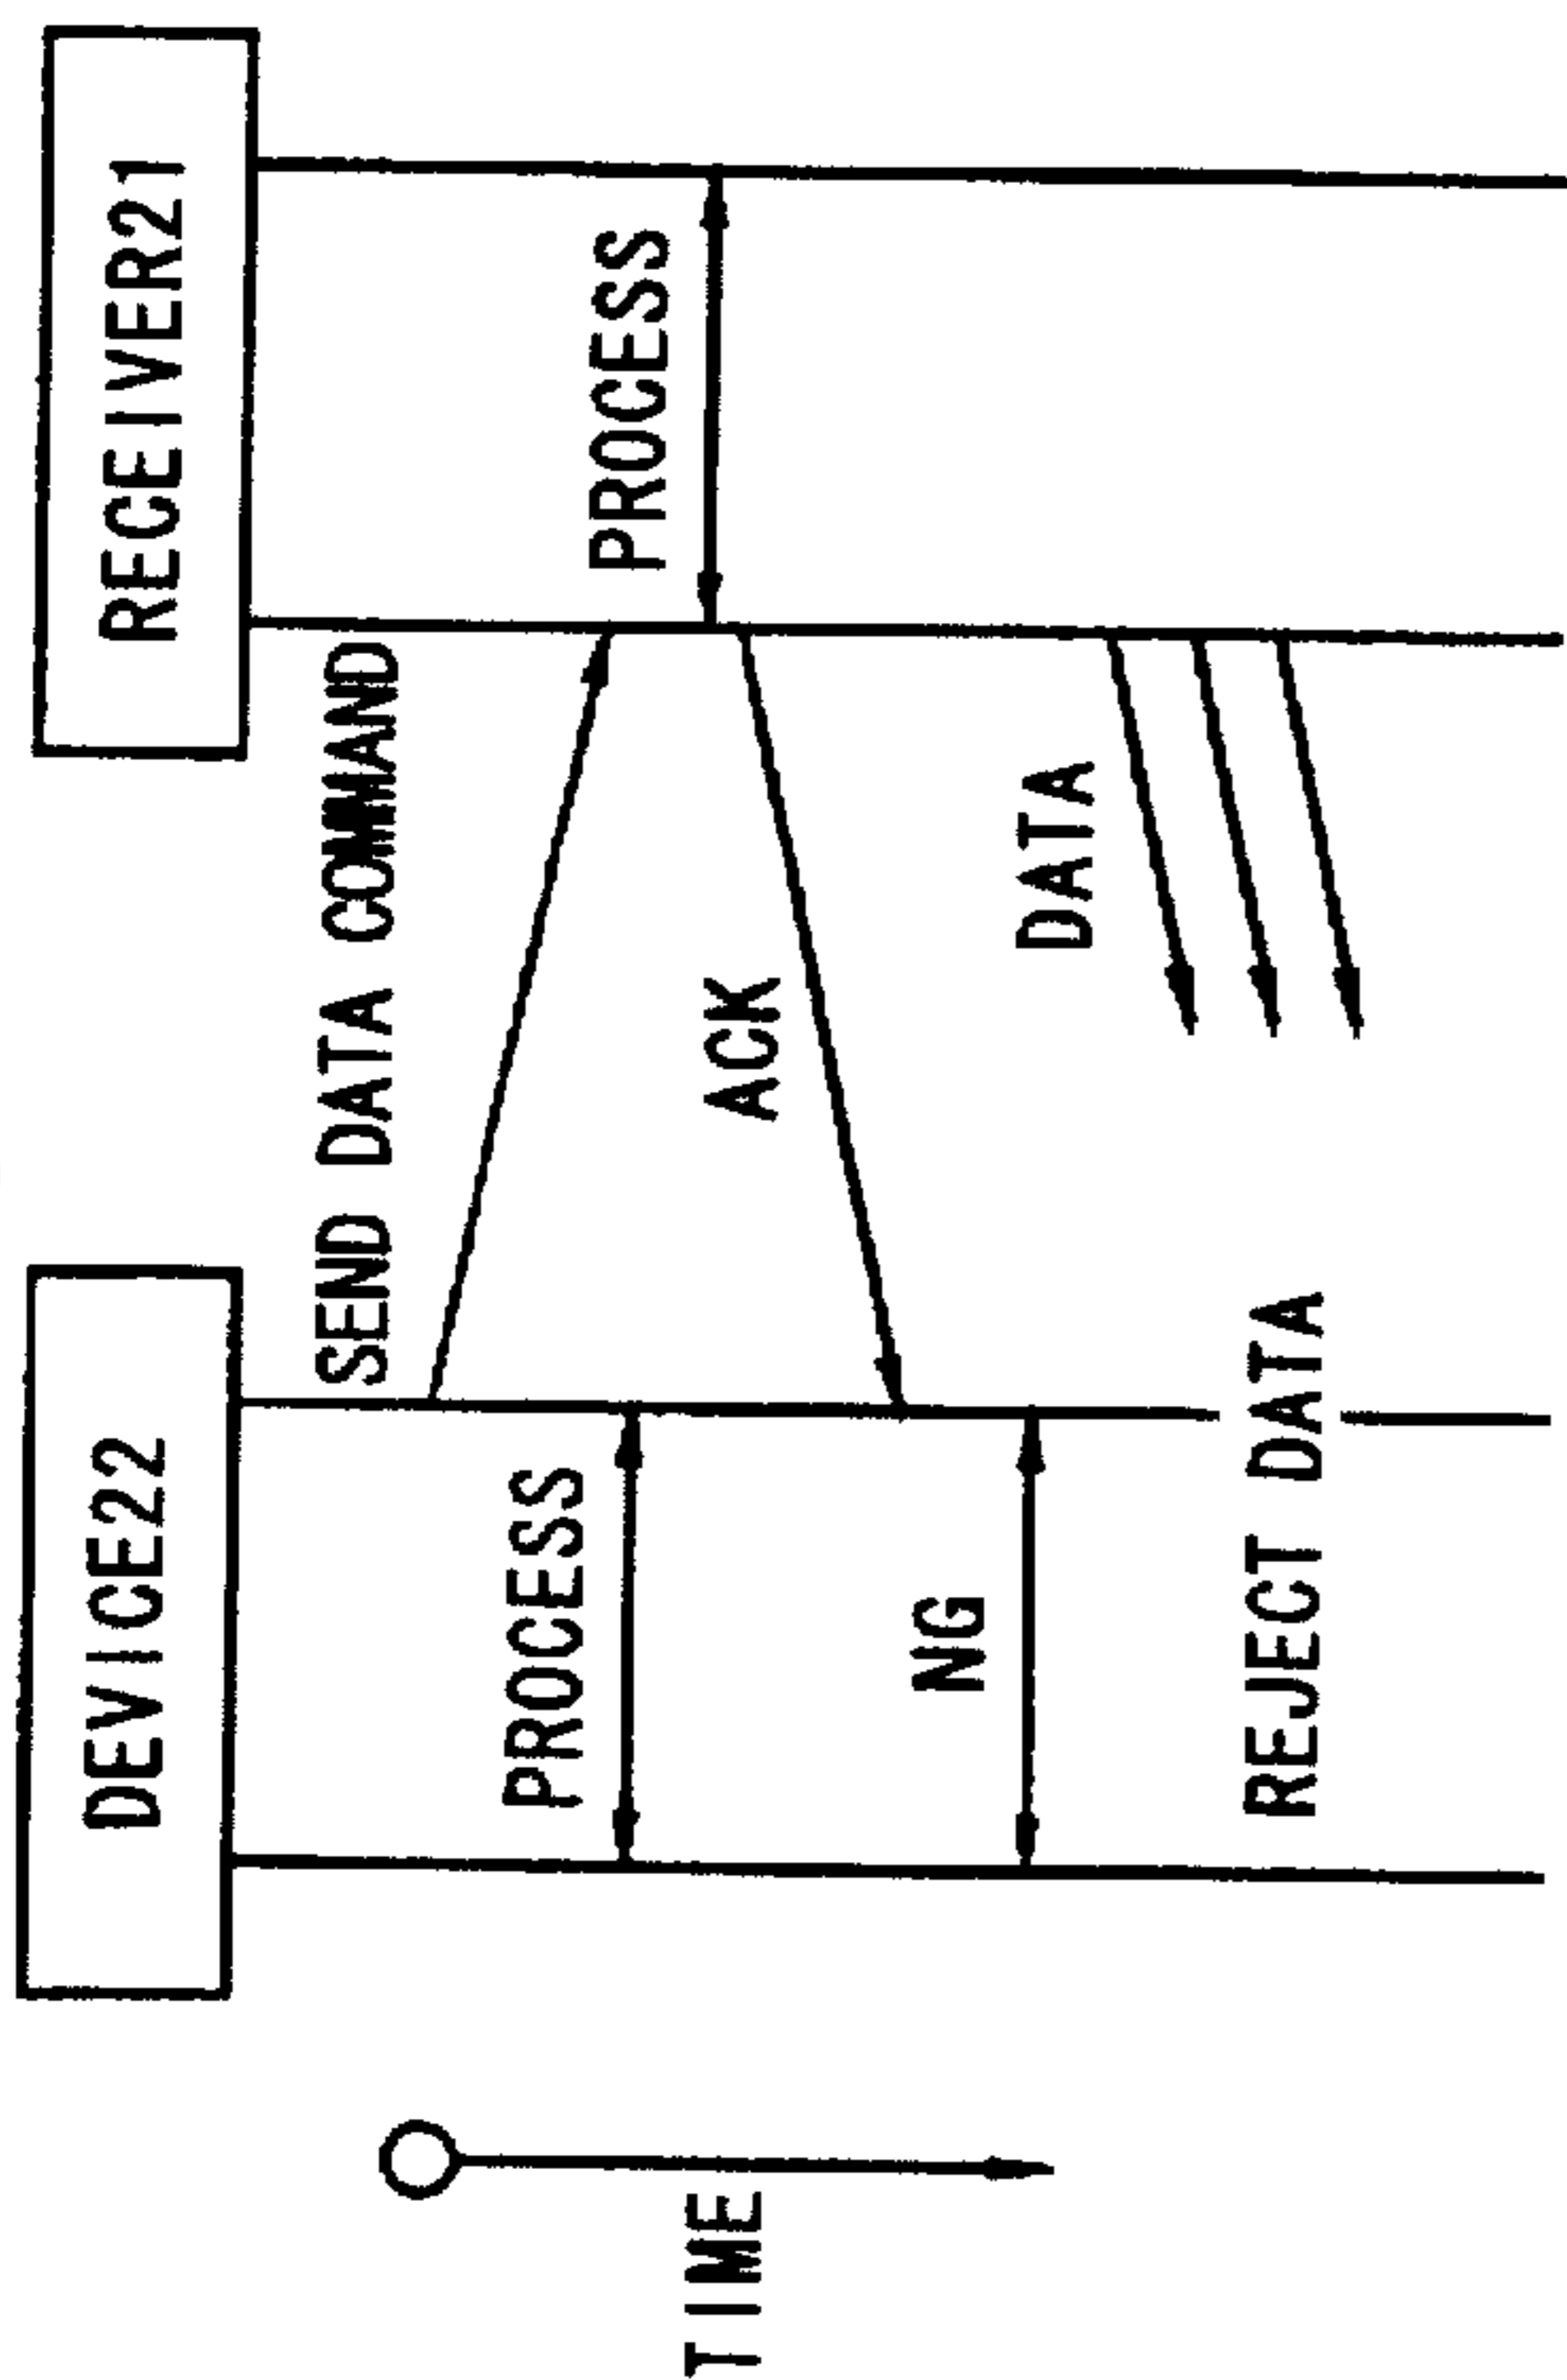 DEVICE22
RECEIVER21
SEND DATA COMMAND
PROCESS
PROCESS
ACK
TIME
NG
DATA
REJECT DATA